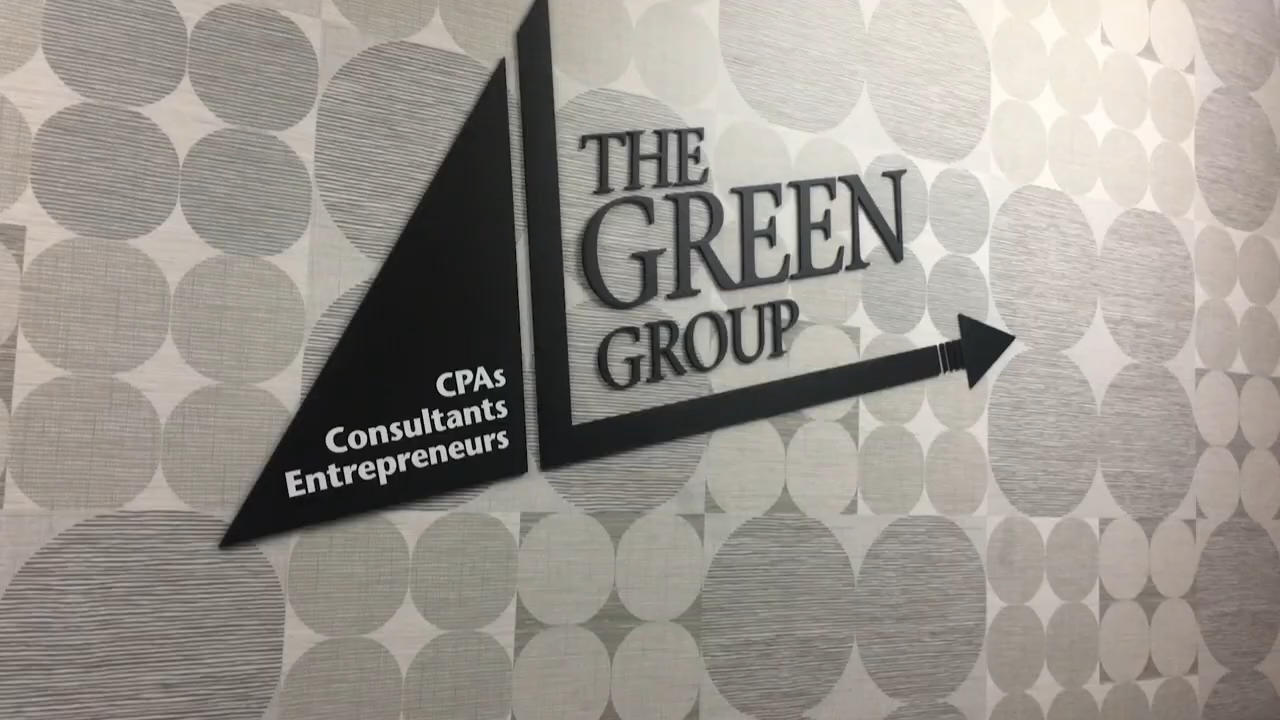 THE
GREEN
GROUP
CPAs
Consultants
Entrepreneurs